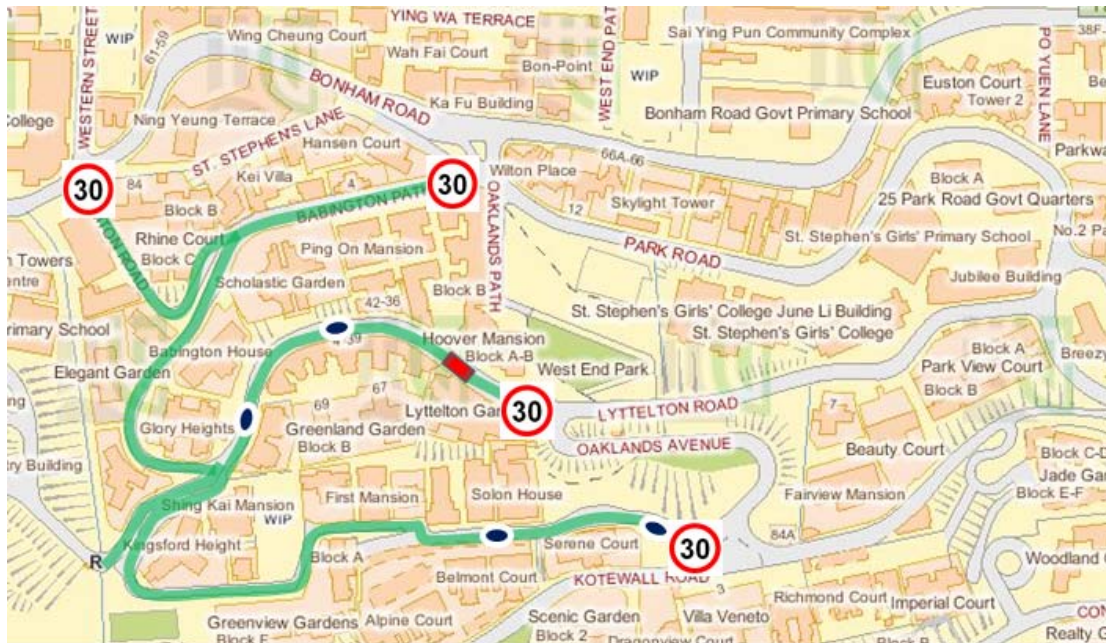 YING WA TERRACE
WESTERN STREET
WIP
61-59
Wing Cheung Court
Wah Fai Court
Bon-Point
WEST END PATH
WIP
Sai Ying Pun Community Complex
38F-
PO YUEN LANE
Euston Court
Tower 2
College
Ning Yeung Terrace
BONHAM ROAD
Ka Fu Building
Bonham Road Govt Primary School
ST. STEPHEN'S LANE
Hansen Court
66A-66
Parkwa
30
84
Kei Villa
4
30
Wilton Place
Block A
25 Park Road Govt Quarters
Block B
BABINGTON PATH
OAKLANDS PATH
12
Skylight Tower
No.2 Pa
Rhine Court
Block C
Ping On Mansion
PARK ROAD
St. Stephen's Girls' Primary School
Towers
Scholastic Garden
Block B
Jubilee Building
42-36
St. Stephen's Girls' College June Li Building
St. Stephen's Girls' College
rimary School
Babington House
39
Hoover Mansion
Block A-B
Block A
Park View Court
Block B
Breezy
Elegant Garden
67
West End Park
69
Lyttelton Gar
30
LYTTELTON ROAD
7
Glory Heights
Greenland Garden
Block B
OAKLANDS AVENUE
Beauty Court
Block C-D
Jade Gar
ry Building
Shing Kai Mansion
First Mansion
Solon House
Fairview Mansion
Block E-F
WIP
Kingsford Height
Serene Court
30
84A
R
Block A
Woodland
Belmont Court
KOTEWALL ROAD
3
Richmond Court
Imperial Court
Greenview Gardens
Alpine Court
Scenic Garden
Villa Veneto
CON
Block 2
Dragonview Court
Block B
Realty G